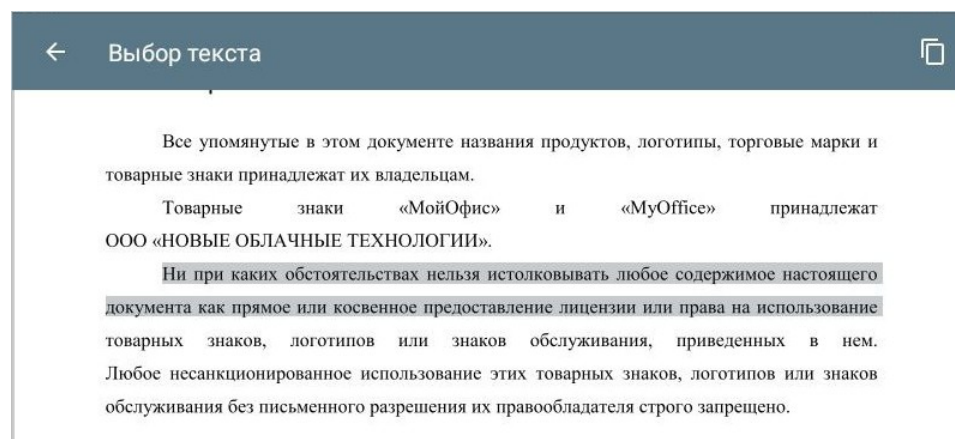 Выбор текста
Все упомянутые в этом документе названия продуктов, логотипы, торговые марки и
товарные знаки принадлежат их владельцам.
Товарные знаки «МойОфис» и «MyOffice» принадлежат
ООО «НОВЫЕ ОБЛАЧНЫЕ ТЕХНОЛОГИИ».
Ни при каких обстоятельствах нельзя истолковывать любое содержимое настоящего
документа как прямое или косвенное предоставление лицензии или права на использование
товарных знаков, логотипов или знаков обслуживания, приведенных в нем.
Любое несанкционированное использование этих товарных знаков, логотипов или знаков
обслуживания без письменного разрешения их правообладателя строго запрещено.